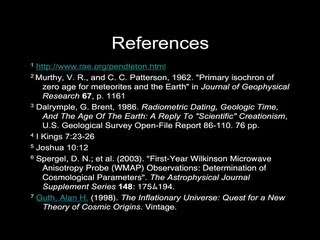 References
1 http://www.rae.org/pendleton.html
2 Murthy, V. R., and C. C. Patterson, 1962. "Primary isochron of
zero age for meteorites and the Earth" in Journal of Geophysical
Research 67, p. 1161
3 Dalrymple, G. Brent, 1986. Radiometric Dating, Geologic Time,
And The Age Of The Earth: A Reply To "Scientific" Creationism,
U.S. Geological Survey Open-File Report 86-110. 76 pp.
4 I Kings 7:23-26
5 Joshua 10:12
6 Spergel, D. N.; et al. (2003). "First-Year Wilkinson Microwave
Anisotropy Probe (WMAP) Observations: Determination of
Cosmological Parameters". The Astrophysical Journal
Supplement Series 148: 175&194.
7 Guth, Alan H. (1998). The Inflationary Universe: Quest for a New
Theory of Cosmic Origins. Vintage.